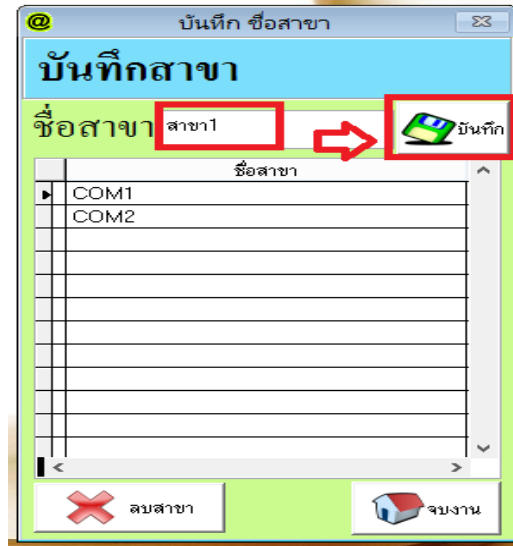 @ บันทึก ชื่อสาขา
บันทึกสาขา
ชื่อสาขา สาขา1 บันทึก
ชื่อสาขา
COM1
COM2
ลบสาขา จบงาน